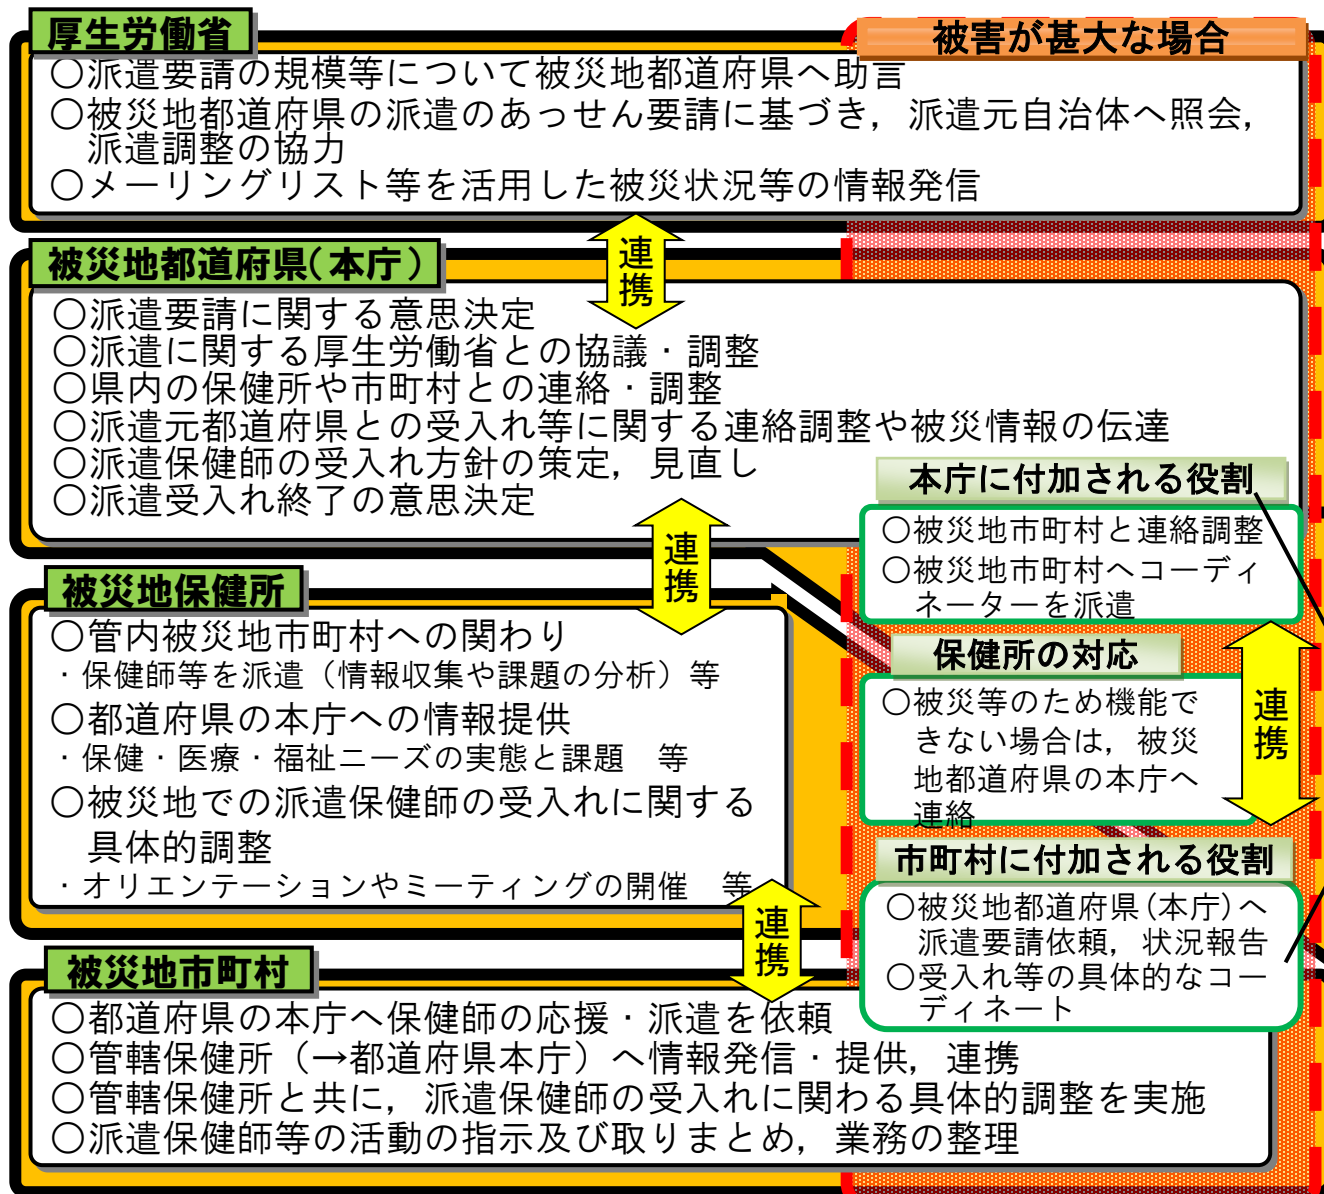 厚生労働省
被害が甚大な場合
○派遣要請の規模等について被災地都道府県へ助言
○被災地都道府県の派遣のあっせん要請に基づき，派遣元自治体へ照会，
派遣調整の協力
○メーリングリスト等を活用した被災状況等の情報発信
連携
被災地都道府県(本庁)
○派遣要請に関する意思決定
○派遣に関する厚生労働省との協議・調整
○県内の保健所や市町村との連絡・調整
○派遣元都道府県との受入れ等に関する連絡調整や被災情報の伝達
○派遣保健師の受入れ方針の策定，見直し
○派遣受入れ終了の意思決定
本庁に付加される役割
○被災地市町村と連絡調整
○被災地市町村へコーディ
ネーターを派遣
連携
被災地保健所
○管内被災地市町村への関わり
・保健師等を派遣（情報収集や課題の分析）等
○都道府県の本庁への情報提供
・保健・医療・福祉ニーズの実態と課題　等
○被災地での派遣保健師の受入れに関する
具体的調整
・オリエンテーションやミーティングの開催　等
保健所の対応
○被災等のため機能で
きない場合は，被災
地都道府県の本庁へ
連絡
連携
市町村に付加される役割
○被災地都道府県(本庁)へ
派遣要請依頼，状況報告
○受入れ等の具体的なコー
ディネート
連携
被災地市町村
○都道府県の本庁へ保健師の応援・派遣を依頼
○管轄保健所（→都道府県本庁）へ情報発信・提供，連携
○管轄保健所と共に，派遣保健師の受入れに関わる具体的調整を実施
○派遣保健師等の活動の指示及び取りまとめ，業務の整理